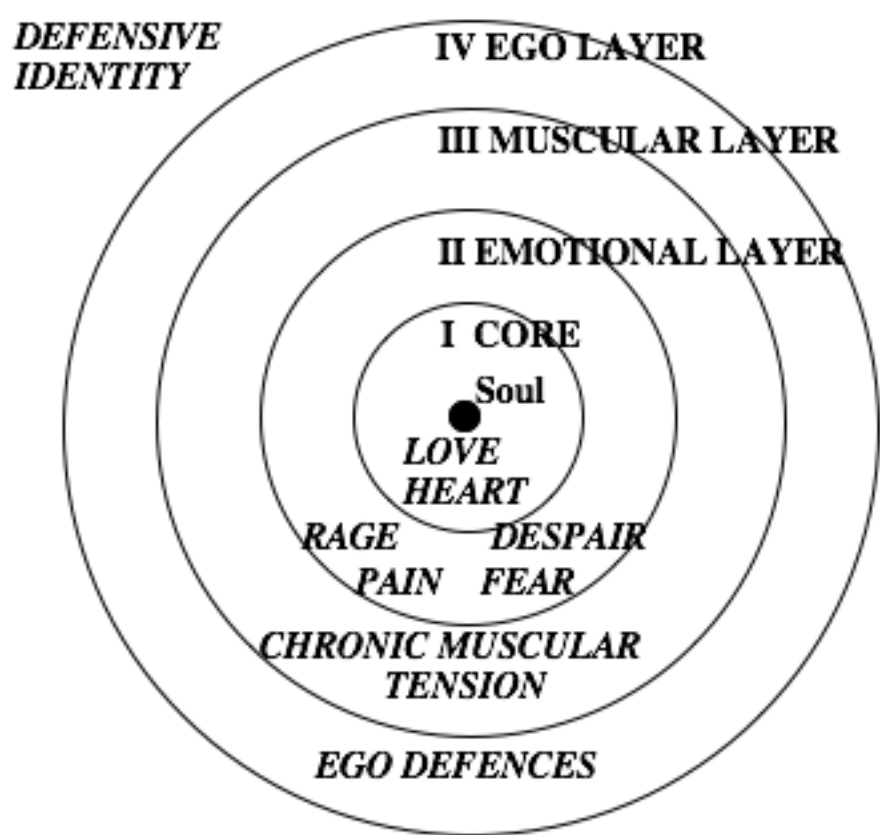 DEFENSIVE
IDENTITY
IV EGO LAYER
III MUSCULAR LAYER
II EMOTIONAL LAYER
I CORE
Soul
LOVE
HEART
RAGE DESPAIR
PAIN FEAR
CHRONIC MUSCULAR
TENSION
EGO DEFENCES